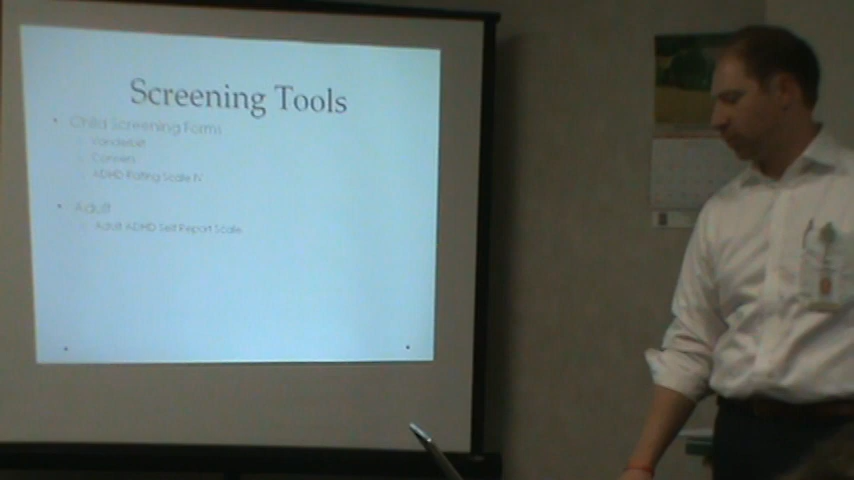 Screening Tools
Child Screening Forms
Vanderbilt
Conners
ADHD Rating Scale IV
Adult
Adult ADHD Self Report Scale